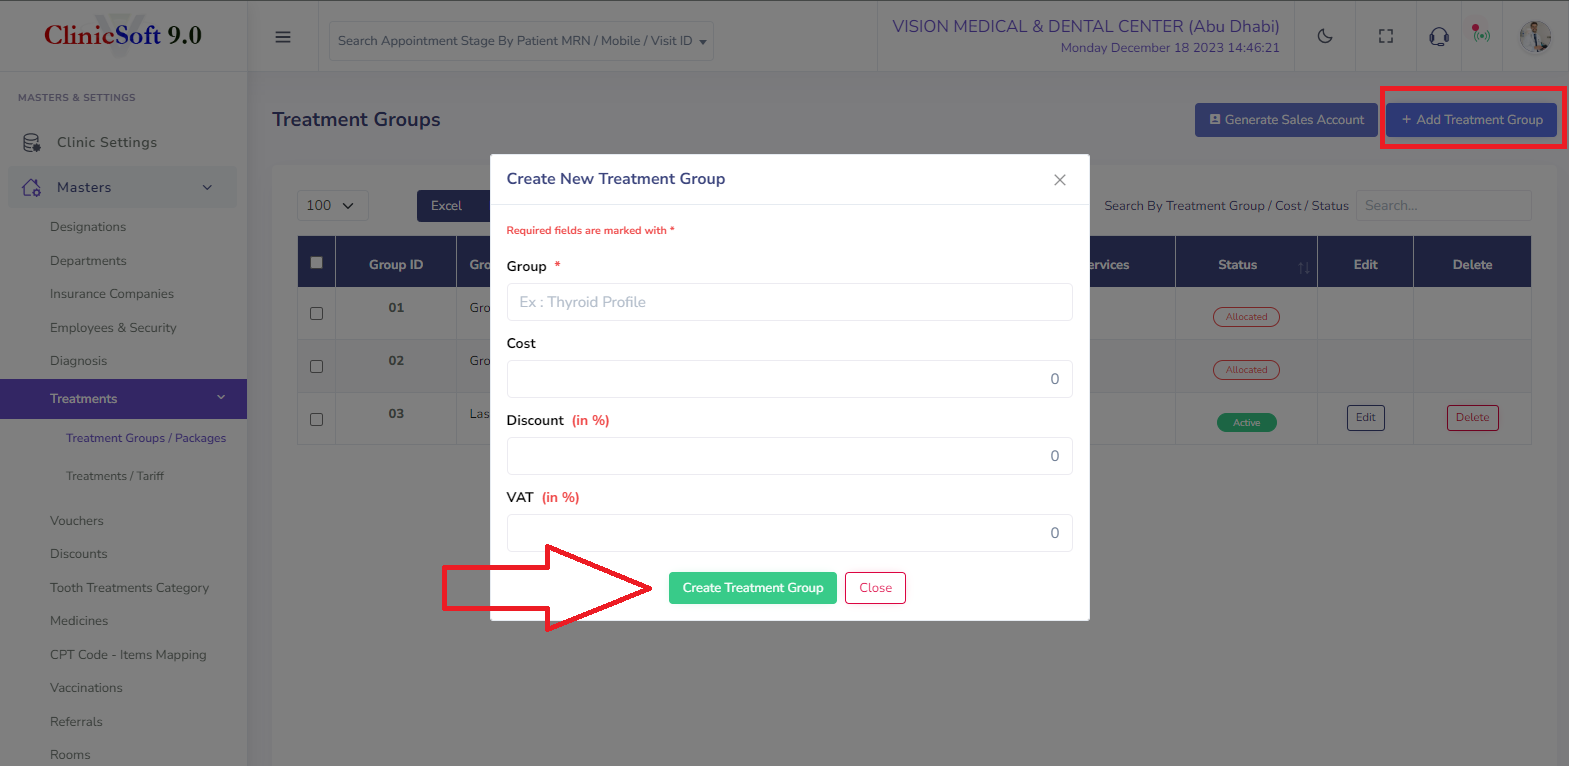 ClinicSoft 9.0
Search Appointment Stage By Patient MRN / Mobile / Visit ID
VISION MEDICAL & DENTAL CENTER (Abu Dhabi)
Monday December 18 2023 14:46:21
MASTERS & SETTINGS
Clinic Settings
Masters
Designations
Departments
Insurance Companies
Employees & Security
Diagnosis
Treatments
Treatment Groups / Packages
Treatments / Tariff
Vouchers
Discounts
Tooth Treatments Category
Medicines
CPT Code - Items Mapping
Vaccinations
Referrals
Rooms
Treatment Groups
Generate Sales Account
+ Add Treatment Group
100
Excel
Search By Treatment Group / Cost / Status
Search...
Group ID Gro ervices Status Edit Delete
01 Gro Allocated
02 Gro Allocated
03 Las Active Edit Delete
Create New Treatment Group
Required fields are marked with *
Group *
Ex : Thyroid Profile
Cost
0
Discount (in %)
0
VAT (in %)
0
Create Treatment Group
Close